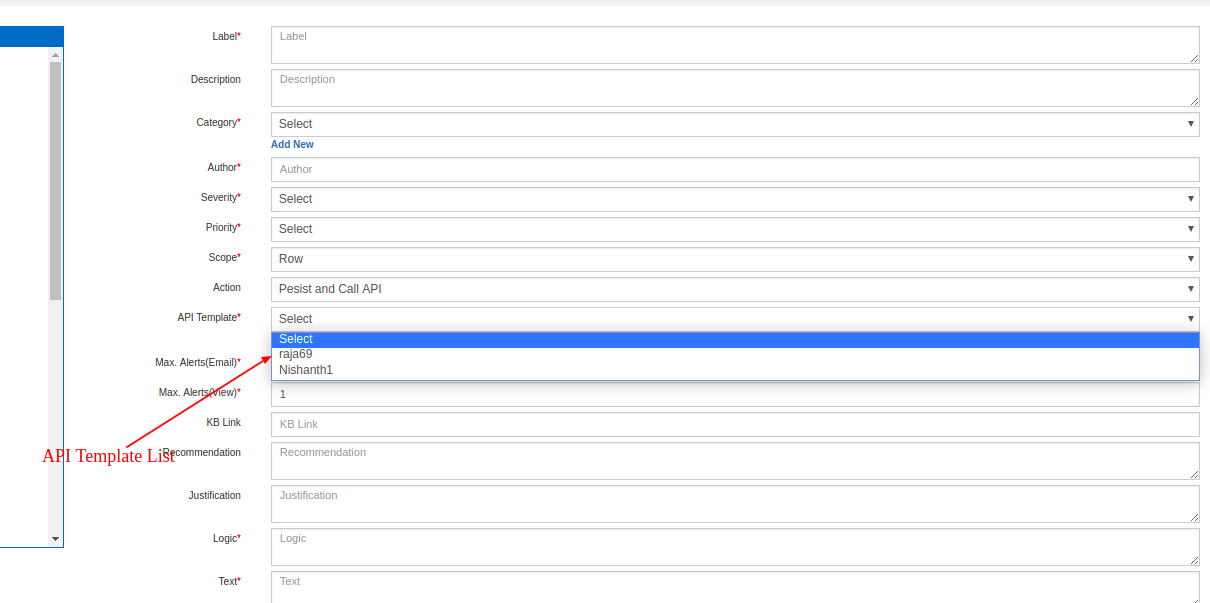 Label* Label
Description Description
Category* Select
Add New
Author* Author
Severity* Select
Priority* Select
Scope* Row
Action Pesist and Call API
API Template* Select
Select
raja69
Max. Alerts(Email)*
Nishanth1
Max. Alerts(View)* 1
KB Link KB Link
API Template List
Recommendation Recommendation
Justification Justification
Logic* Logic
Text* Text